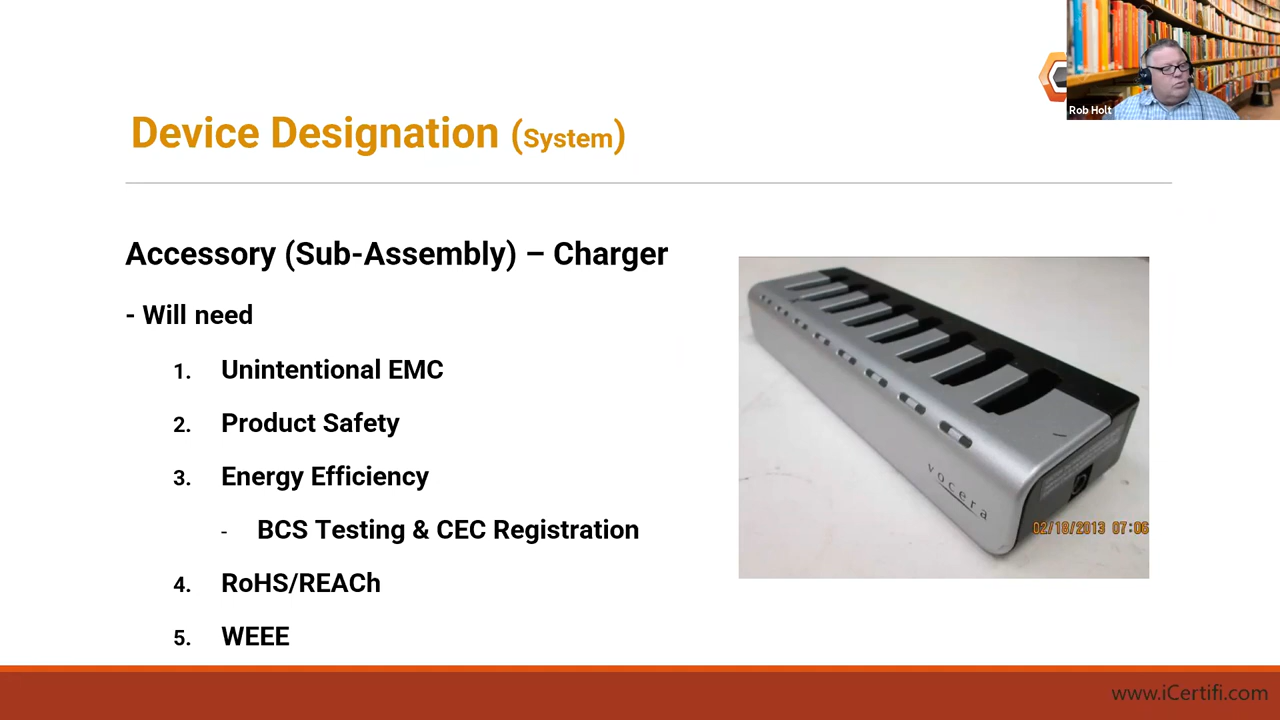 Rob Holt
Device Designation (System)
Accessory (Sub-Assembly) – Charger
- Will need
1. Unintentional EMC
2. Product Safety
3. Energy Efficiency
- BCS Testing & CEC Registration
4. RoHS/REACh
5. WEEE
vocera
02/18/2013 07:06
www.iCertifi.com